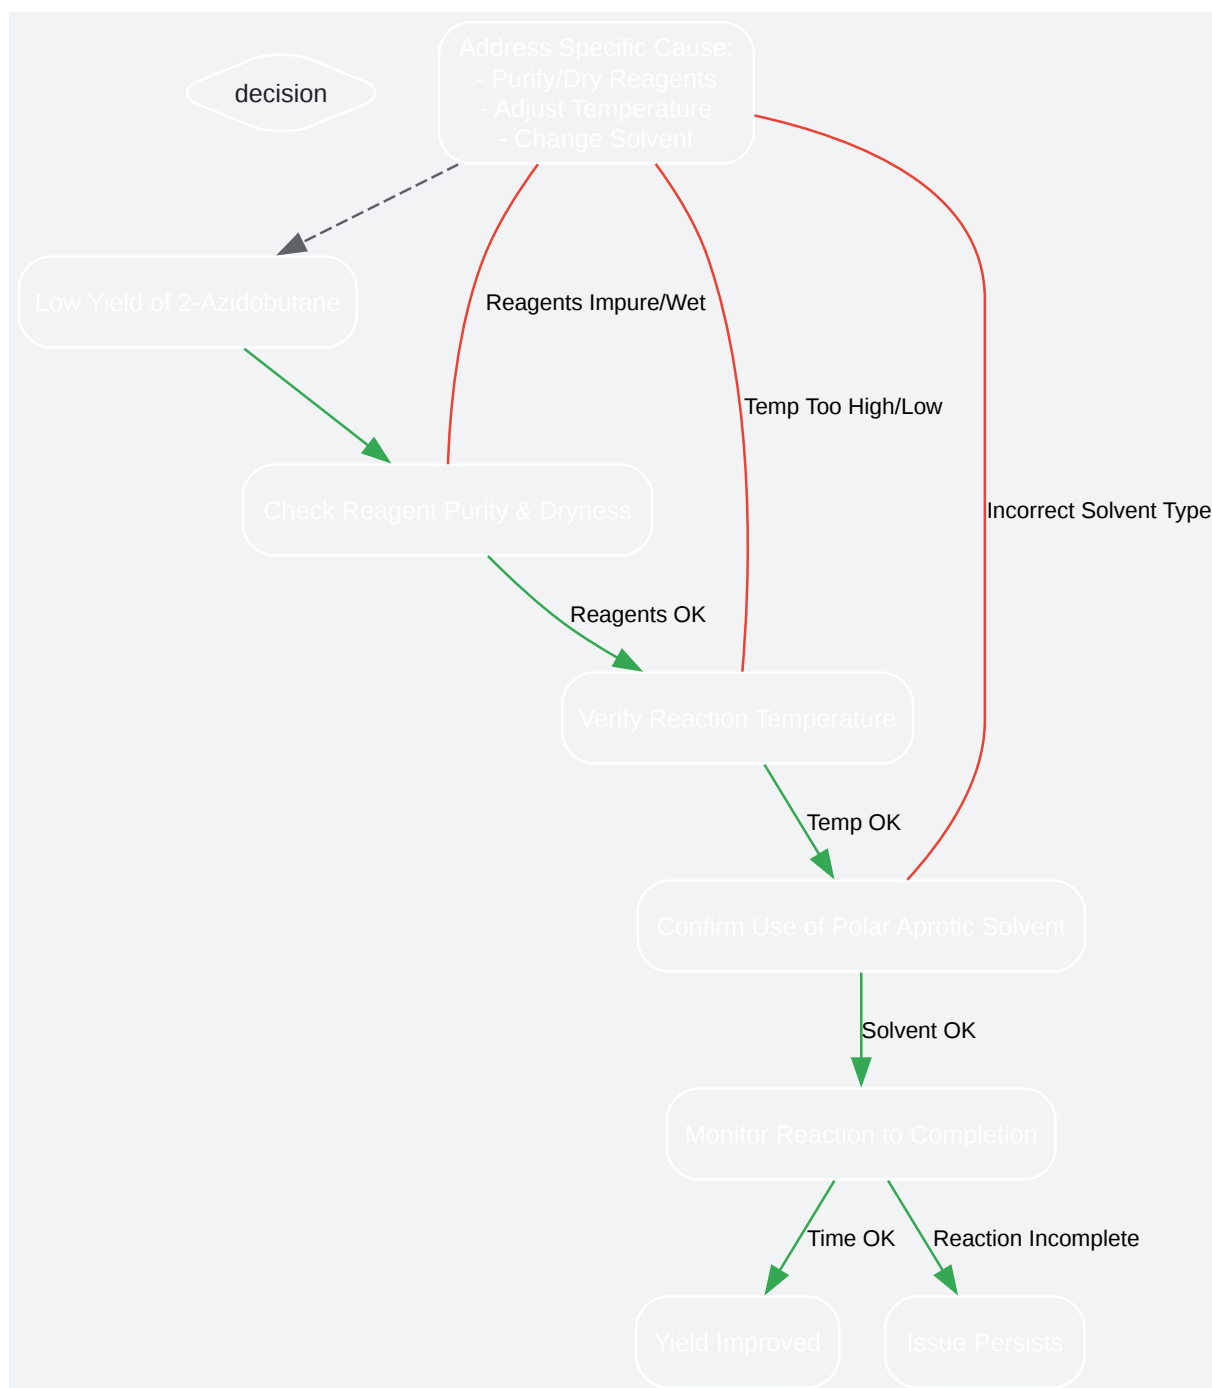 Address Specific Cause:
- Purify/Dry Reagents
- Adjust Temperature
- Change Solvent
decision
Low Yield of 2-Azidobutane
Reagents Impure/Wet
Temp Too High/Low
Check Reagent Purity & Dryness
Incorrect Solvent Type
Reagents OK
Verify Reaction Temperature
Temp OK
Confirm Use of Polar Aprotic Solvent
Solvent OK
Monitor Reaction to Completion
Time OK
Reaction Incomplete
Yield Improved
Issue Persists